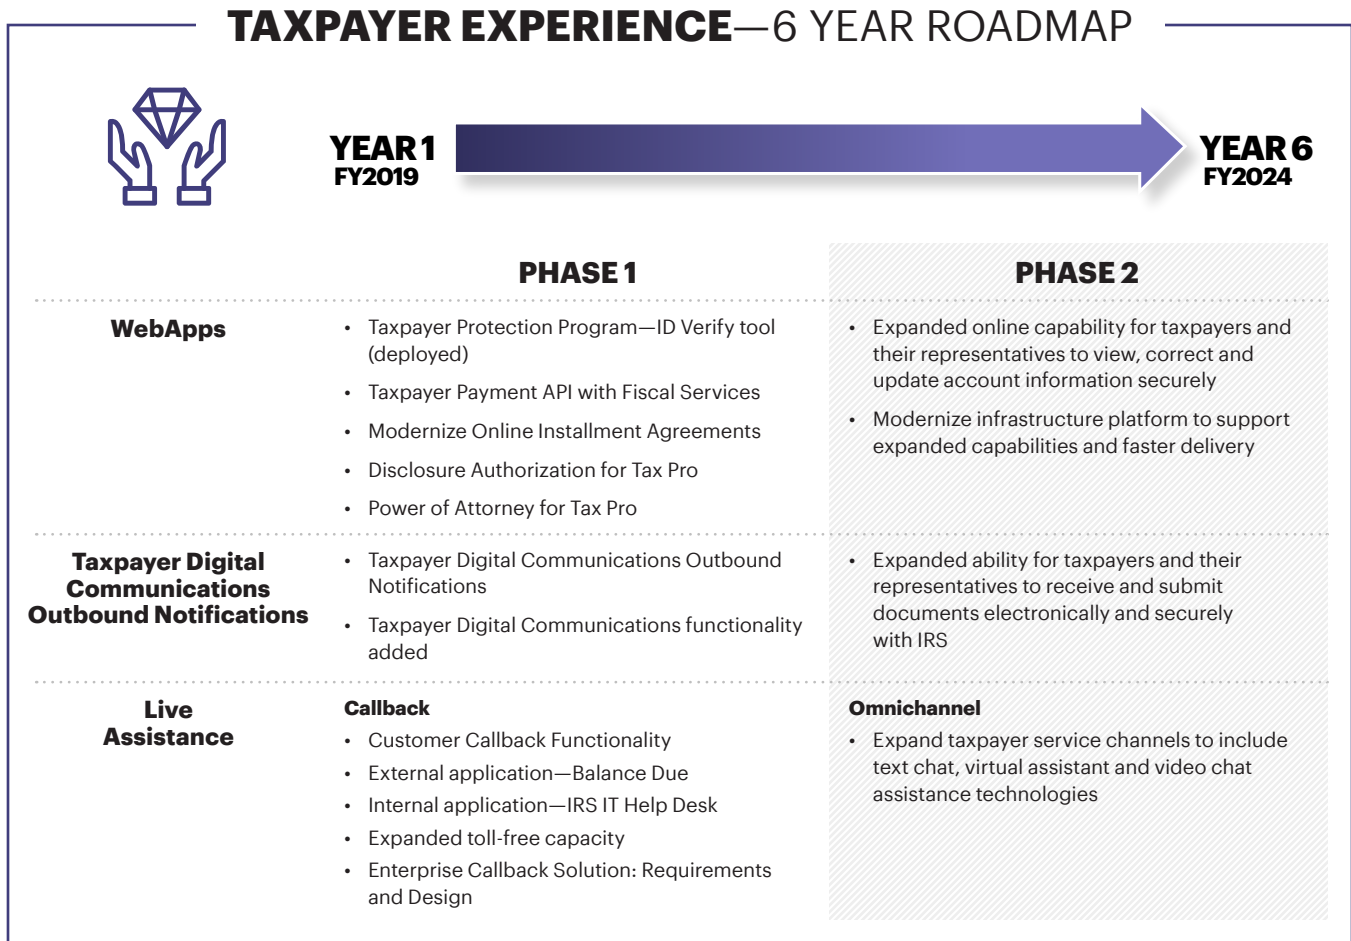 TAXPAYER EXPERIENCE—6 YEAR ROADMAP
YEAR 1
FY2019
YEAR 6
FY2024
PHASE 1
PHASE 2
WebApps
• Taxpayer Protection Program—ID Verify tool
(deployed)
• Taxpayer Payment API with Fiscal Services
• Modernize Online Installment Agreements
• Disclosure Authorization for Tax Pro
• Power of Attorney for Tax Pro
• Expanded online capability for taxpayers and
their representatives to view, correct and
update account information securely
• Modernize infrastructure platform to support
expanded capabilities and faster delivery
Taxpayer Digital
Communications
Outbound Notifications
• Taxpayer Digital Communications Outbound
Notifications
• Taxpayer Digital Communications functionality
added
• Expanded ability for taxpayers and their
representatives to receive and submit
documents electronically and securely
with IRS
Live
Assistance
Callback
• Customer Callback Functionality
• External application—Balance Due
• Internal application—IRS IT Help Desk
• Expanded toll-free capacity
• Enterprise Callback Solution: Requirements
and Design
Omnichannel
• Expand taxpayer service channels to include
text chat, virtual assistant and video chat
assistance technologies